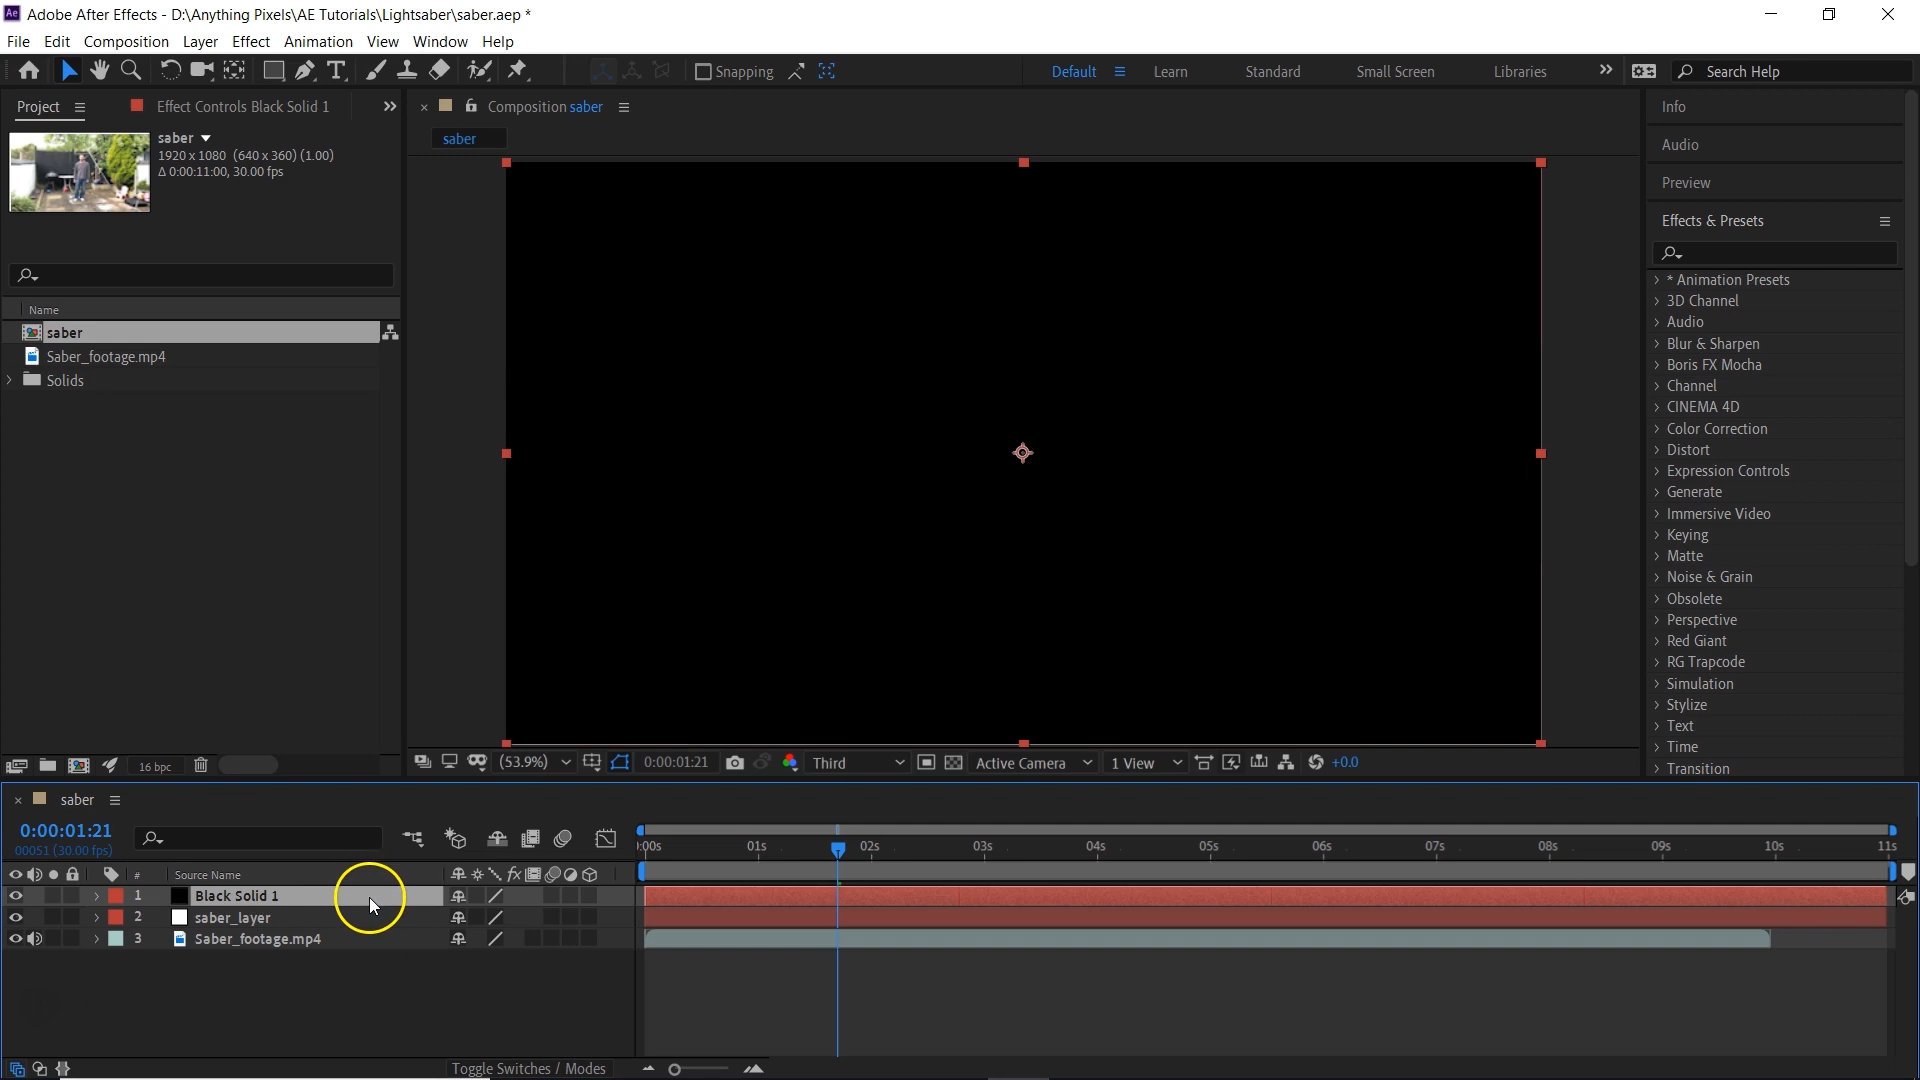 Ae Adobe After Effects - D:\Anything Pixels\AE Tutorials\Lightsaber\saber.aep *
File Edit Composition Layer Effect Animation View Window Help
Snapping Default Learn Standard Small Screen Libraries Search Help
Project Effect Controls Black Solid 1
Composition saber
saber
saber
1920 x 1080 (640 x 360) (1.00)
Δ 0:00:11:00, 30.00 fps
Name
saber
Saber_footage.mp4
Solids
16 bpc
(53.9%) 0:00:01:21 Third Active Camera 1 View +0.0
Info
Audio
Preview
Effects & Presets
* Animation Presets
3D Channel
Audio
Blur & Sharpen
Boris FX Mocha
Channel
CINEMA 4D
Color Correction
Distort
Expression Controls
Generate
Immersive Video
Keying
Matte
Noise & Grain
Obsolete
Perspective
Red Giant
RG Trapcode
Simulation
Stylize
Text
Time
Transition
saber
0:00:01:21
00051 (30.00 fps)
:00s 01s 02s 03s 04s 05s 06s 07s 08s 09s 10s 11s
# Source Name fx
1 Black Solid 1
2 saber_layer
3 Saber_footage.mp4
Toggle Switches / Modes